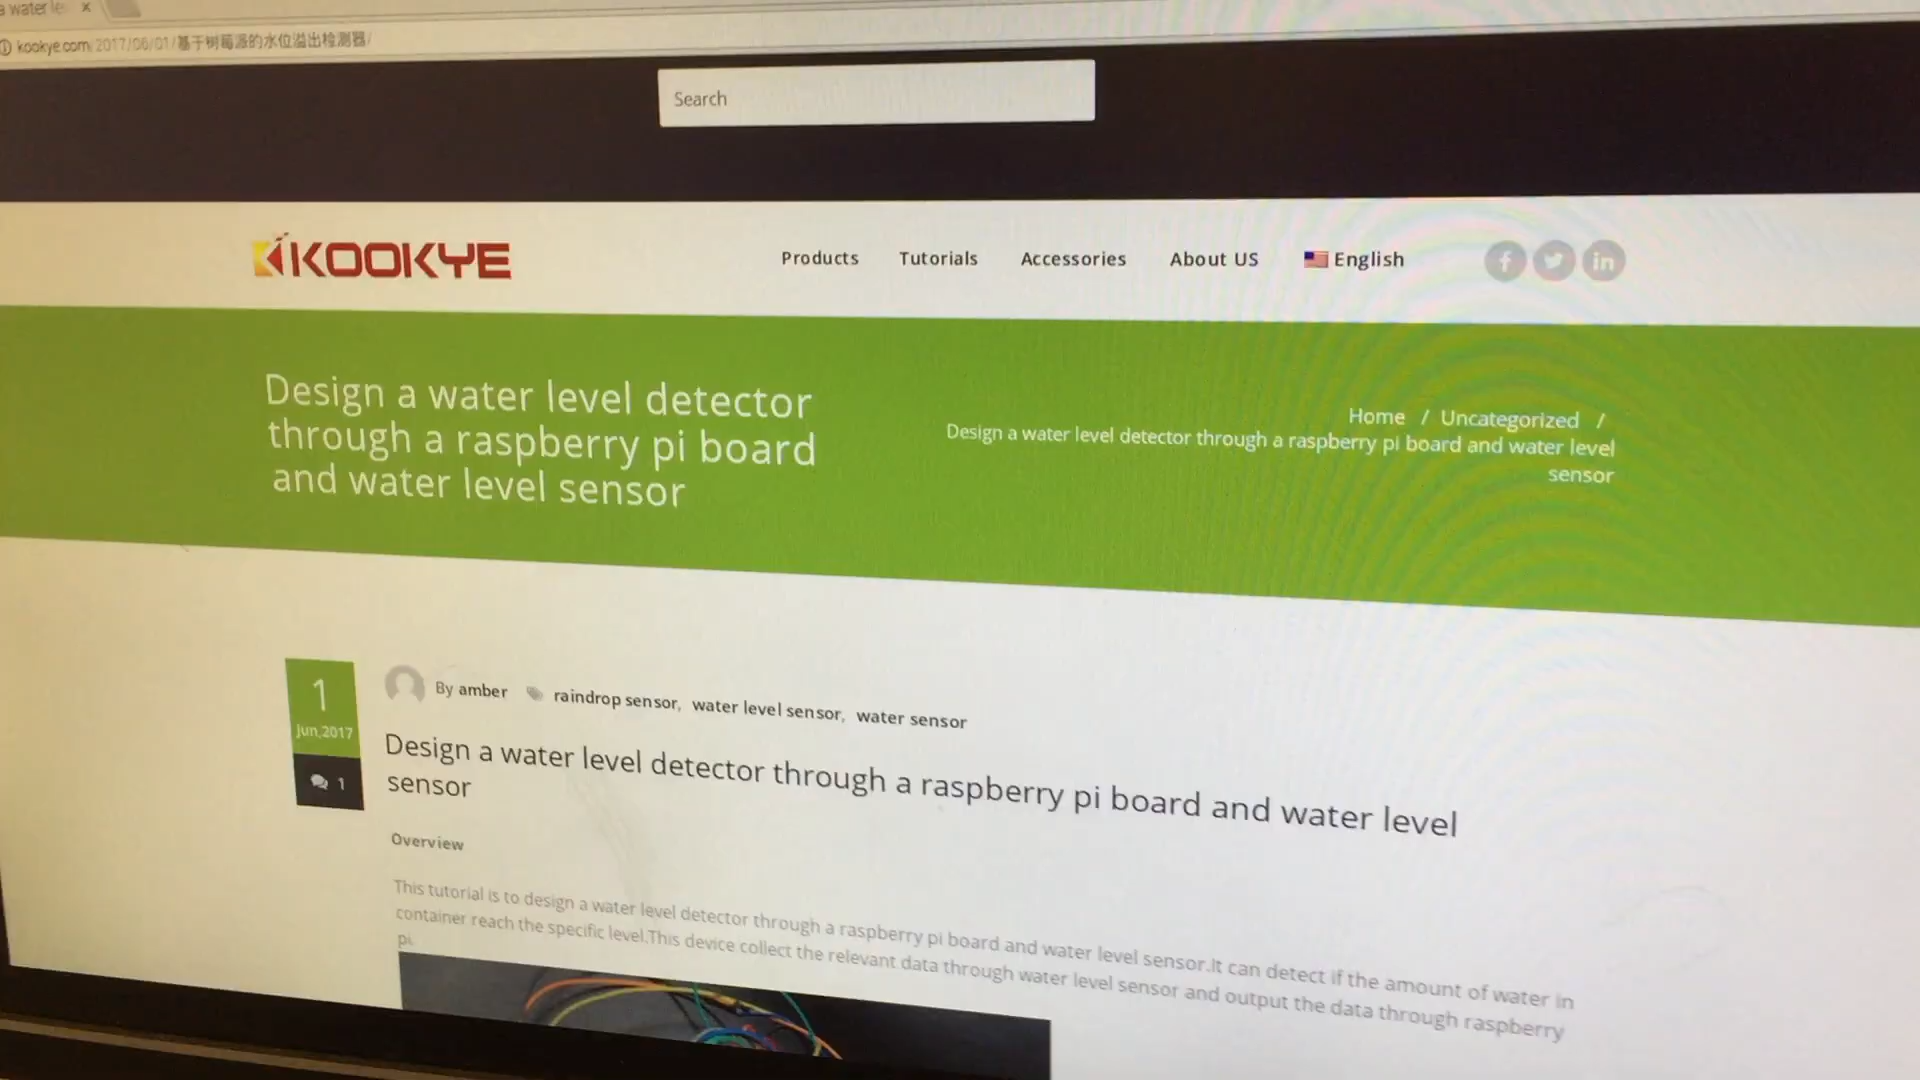 a water le
kookye.com/2017/06/01/基于树莓派的水位溢出检测器/
Search
KOOKYE
Products Tutorials Accessories About US English
f in
Design a water level detector
through a raspberry pi board
and water level sensor
Home / Uncategorized /
Design a water level detector through a raspberry pi board and water level
sensor
1
Jun,2017
1
By amber raindrop sensor, water level sensor, water sensor
Design a water level detector through a raspberry pi board and water level
sensor
Overview
This tutorial is to design a water level detector through a raspberry pi board and water level sensor.It can detect if the amount of water in
container reach the specific level.This device collect the relevant data through water level sensor and output the data through raspberry
pi.